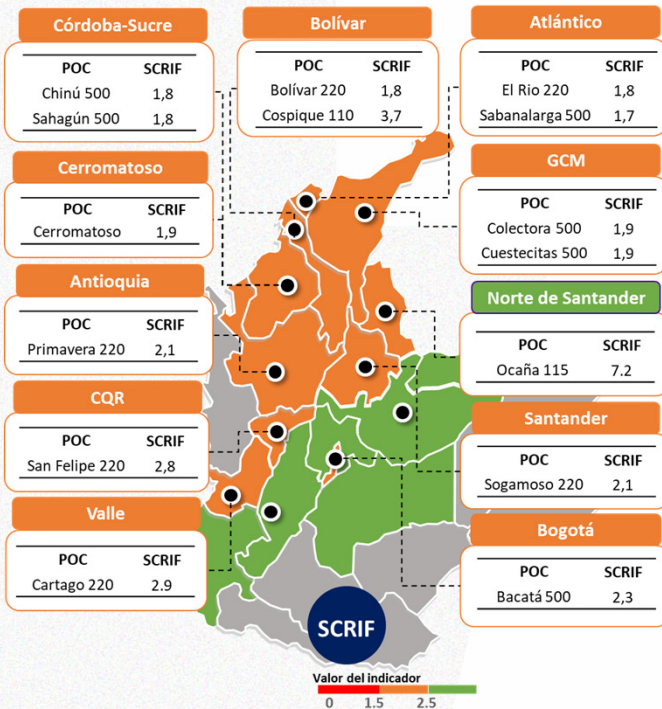 Córdoba-Sucre
POC SCRIF
Chinú 500 1,8
Sahagún 500 1,8
Bolívar
POC SCRIF
Bolívar 220 1,8
Cospique 110 3,7
Atlántico
POC SCRIF
El Rio 220 1,8
Sabanalarga 500 1,7
Cerromatoso
POC SCRIF
Cerromatoso 1,9
GCM
POC SCRIF
Colectora 500 1,9
Cuestecitas 500 1,9
Antioquia
POC SCRIF
Primavera 220 2,1
Norte de Santander
POC SCRIF
Ocaña 115 7.2
CQR
POC SCRIF
San Felipe 220 2,8
Santander
POC SCRIF
Sogamoso 220 2,1
Valle
POC SCRIF
Cartago 220 2.9
Bogotá
POC SCRIF
Bacatá 500 2,3
SCRIF
Valor del indicador
0 1.5 2.5